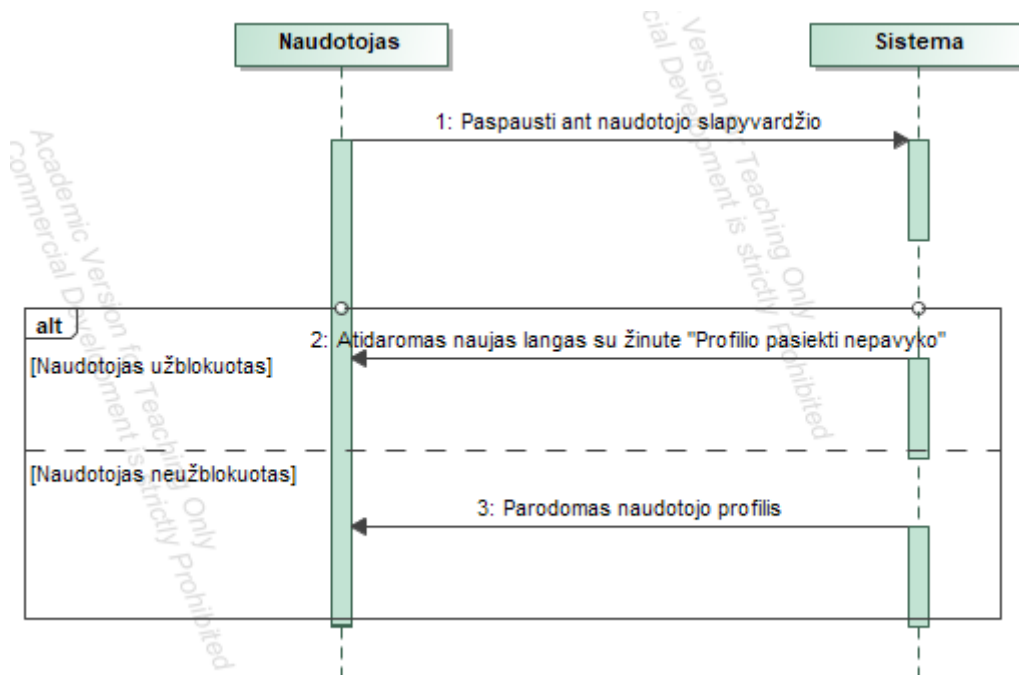 Naudotojas
Sistema
1: Paspausti ant naudotojo slapyvardžio
alt
2: Atidaromas naujas langas su žinute "Profilio pasiekti nepavyko"
[Naudotojas užblokuotas]
[Naudotojas neužblokuotas]
3: Parodomas naudotojo profilis
Academic Version for Teaching Only
Commercial Development is strictly Prohibited
Version for Teaching Only
cial Development is strictly Prohibited